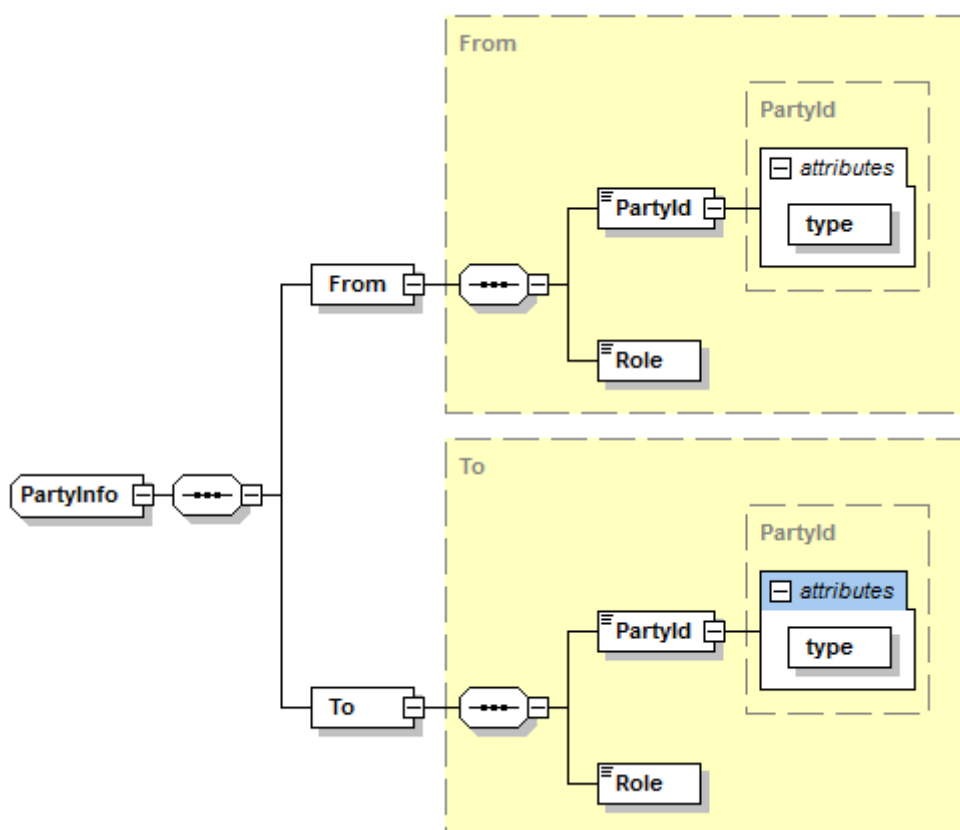 From
PartyId
attributes
PartyId
type
From
Role
To
PartyInfo
PartyId
attributes
PartyId
type
To
Role